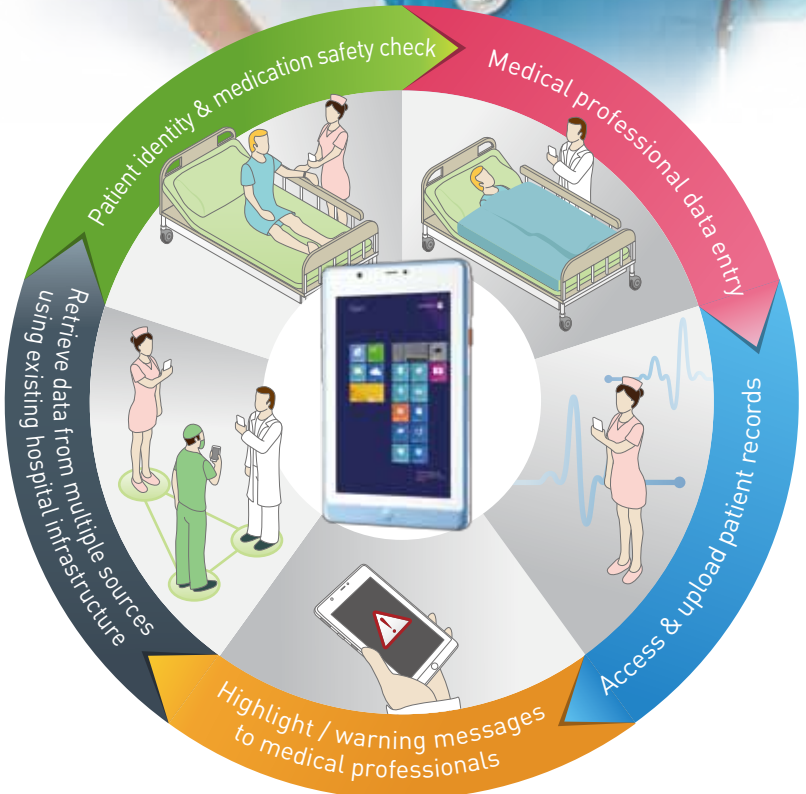 Patient identity & medication safety check
Medical professional data entry
Access & upload patient records
Highlight / warning messages
to medical professionals
Retrieve data from multiple sources
using existing hospital infrastructure